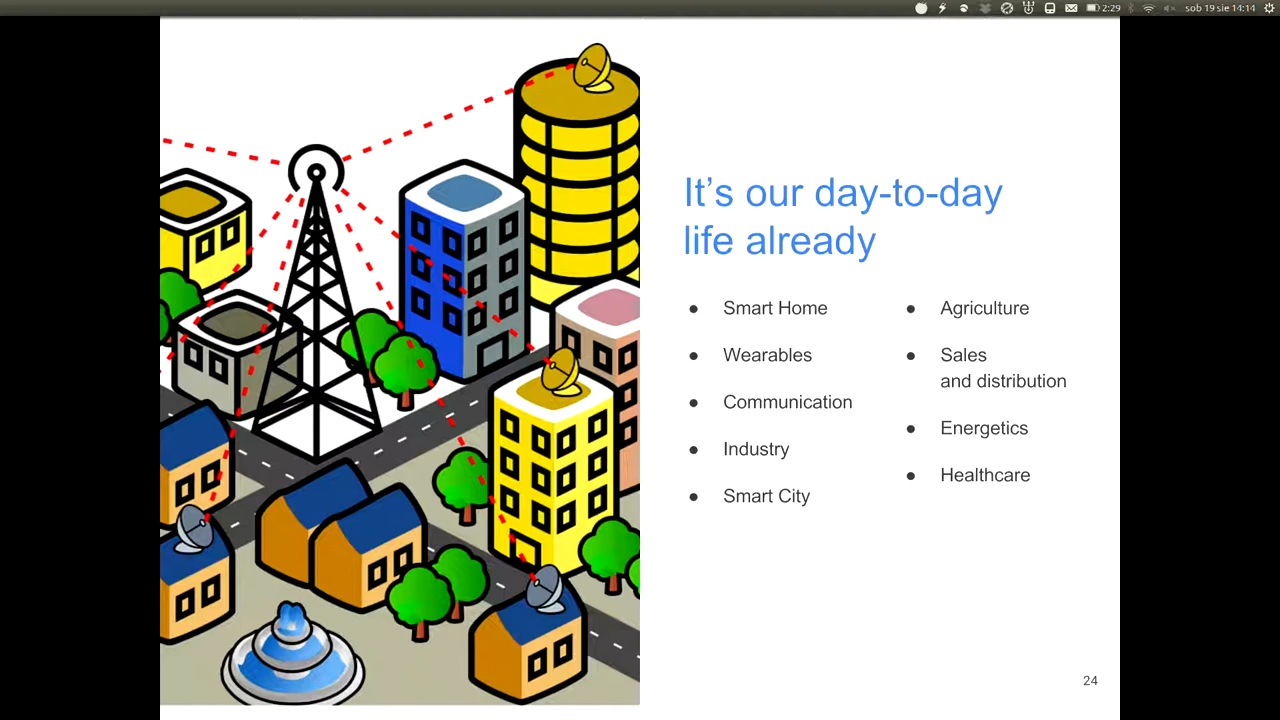 2:29 sob 19 sie 14:14
It’s our day-to-day
life already
● Smart Home
● Wearables
● Communication
● Industry
● Smart City
● Agriculture
● Sales
and distribution
● Energetics
● Healthcare
24